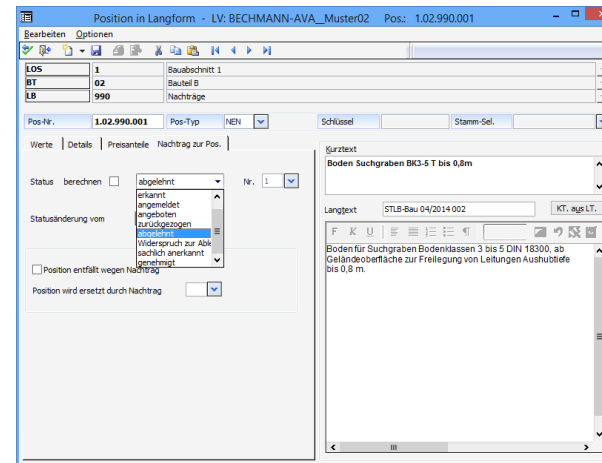 Position in Langform - LV: BECHMANN-AVA__Muster02 Pos.: 1.02.990.001
Bearbeiten Optionen
LOS 1 Bauabschnitt 1
BT 02 Bauteil B
LB 990 Nachträge
Pos-Nr. 1.02.990.001 Pos-Typ NEN Schlüssel Stamm-Sel.
Werte Details Preisanteile Nachtrag zur Pos.
Status berechnen abgelehnt Nr. 1
erkannt
angemeldet
angeboten
zurückgezogen
abgelehnt
Widerspruch zur Able
sachlich anerkannt
genehmigt
Statusänderung vom
Position entfällt wegen Nachtrag
Position wird ersetzt durch Nachtrag
Kurztext
Boden Suchgraben BK3-5 T bis 0,8m
Langtext STLB-Bau 04/2014 002 KT. aus LT.
F K U
Boden für Suchgraben Bodenklassen 3 bis 5 DIN 18300, ab
Geländeoberfläche zur Freilegung von Leitungen Aushubtiefe
bis 0,8 m.